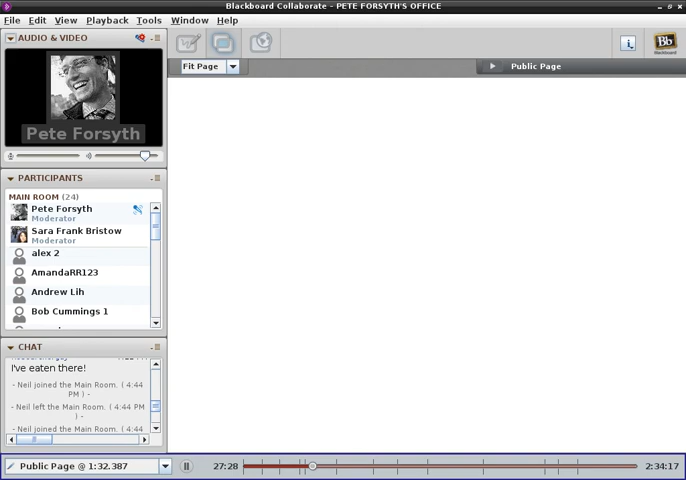 Blackboard Collaborate - PETE FORSYTH'S OFFICE
File Edit View Playback Tools Window Help
AUDIO & VIDEO
Pete Forsyth
Fit Page
Public Page
Bb
PARTICIPANTS
MAIN ROOM (24)
Pete Forsyth
Moderator
Sara Frank Bristow
Moderator
alex 2
AmandaRR123
Andrew Lih
Bob Cummings 1
CHAT
I've eaten there!
- Neil joined the Main Room. ( 4:44
PM ) -
- Neil left the Main Room. ( 4:44 PM
) -
- Neil joined the Main Room. ( 4:44
Public Page @ 1:32.387
27:28
2:34:17